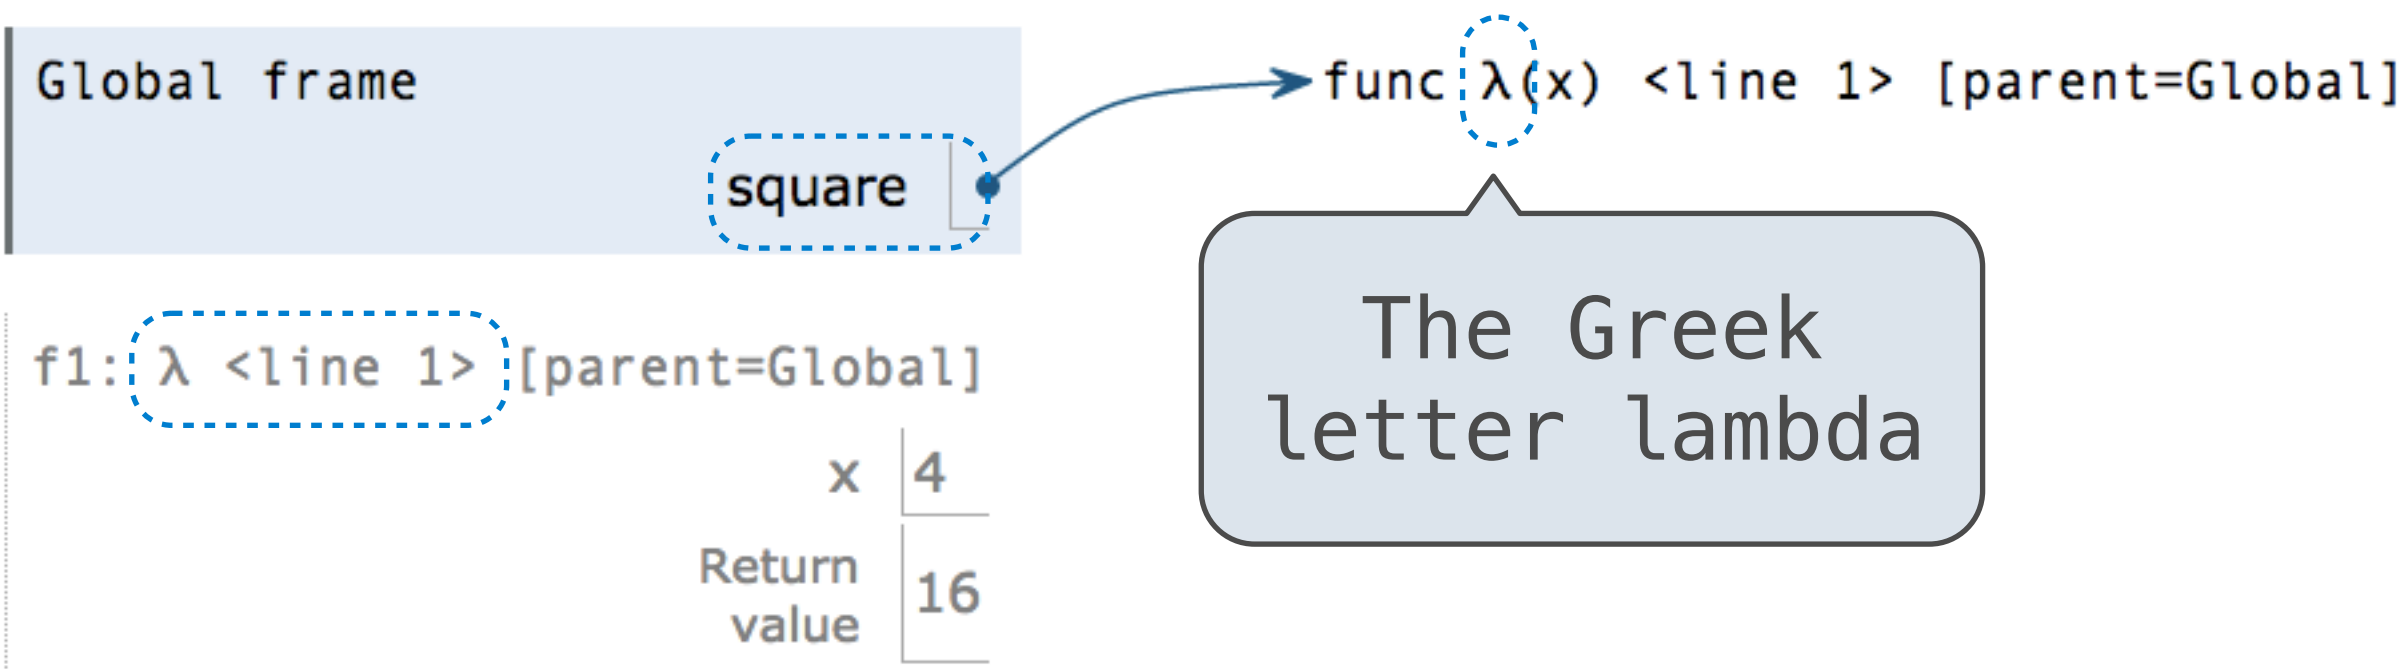 Global frame
func λ(x) <line 1> [parent=Global]
square
The Greek
letter lambda
f1: λ <line 1> [parent=Global]
x 4
Return
value 16